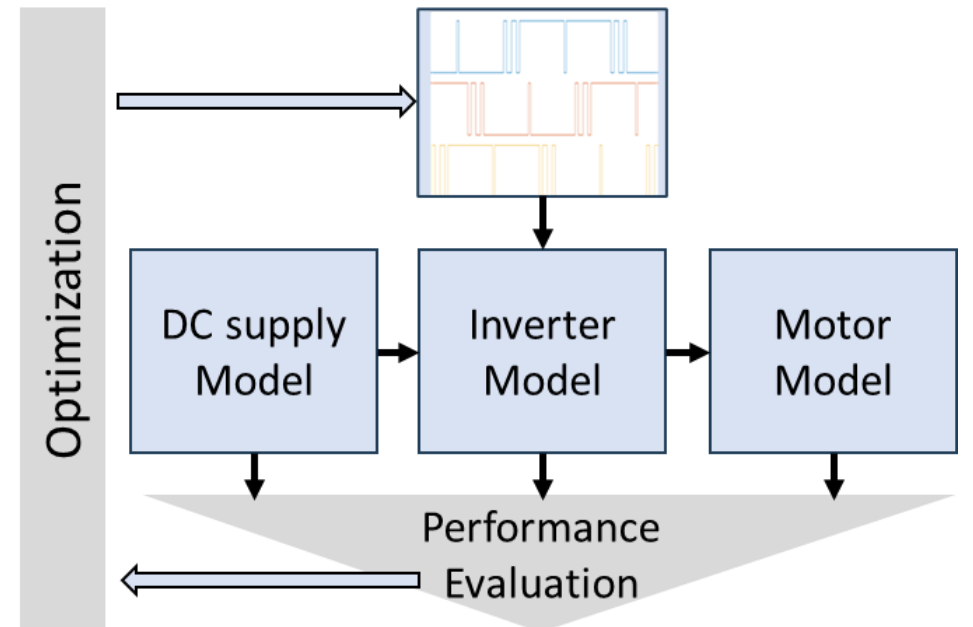 Optimization
DC supply
Model
Inverter
Model
Motor
Model
Performance
Evaluation